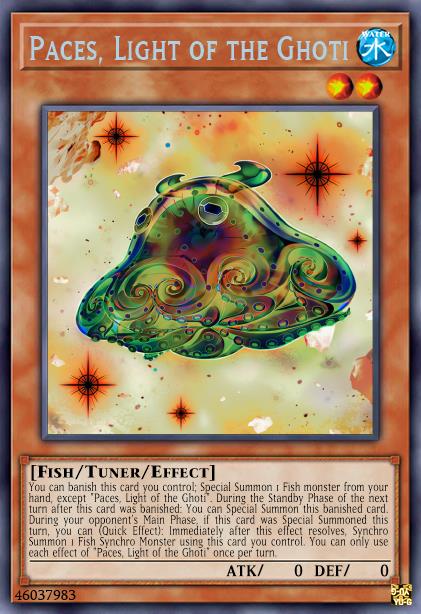 Paces, Light of the Ghoti
WATER
水
[Fish/Tuner/Effect]
You can banish this card you control; Special Summon 1 Fish monster from your
hand, except "Paces, Light of the Ghoti". During the Standby Phase of the next
turn after this card was banished: You can Special Summon this banished card.
During your opponent's Main Phase, if this card was Special Summoned this
turn, you can (Quick Effect): Immediately after this effect resolves, Synchro
Summon 1 Fish Synchro Monster using this card you control. You can only use
each effect of "Paces, Light of the Ghoti" once per turn.
ATK/ 0 DEF/ 0
46037983